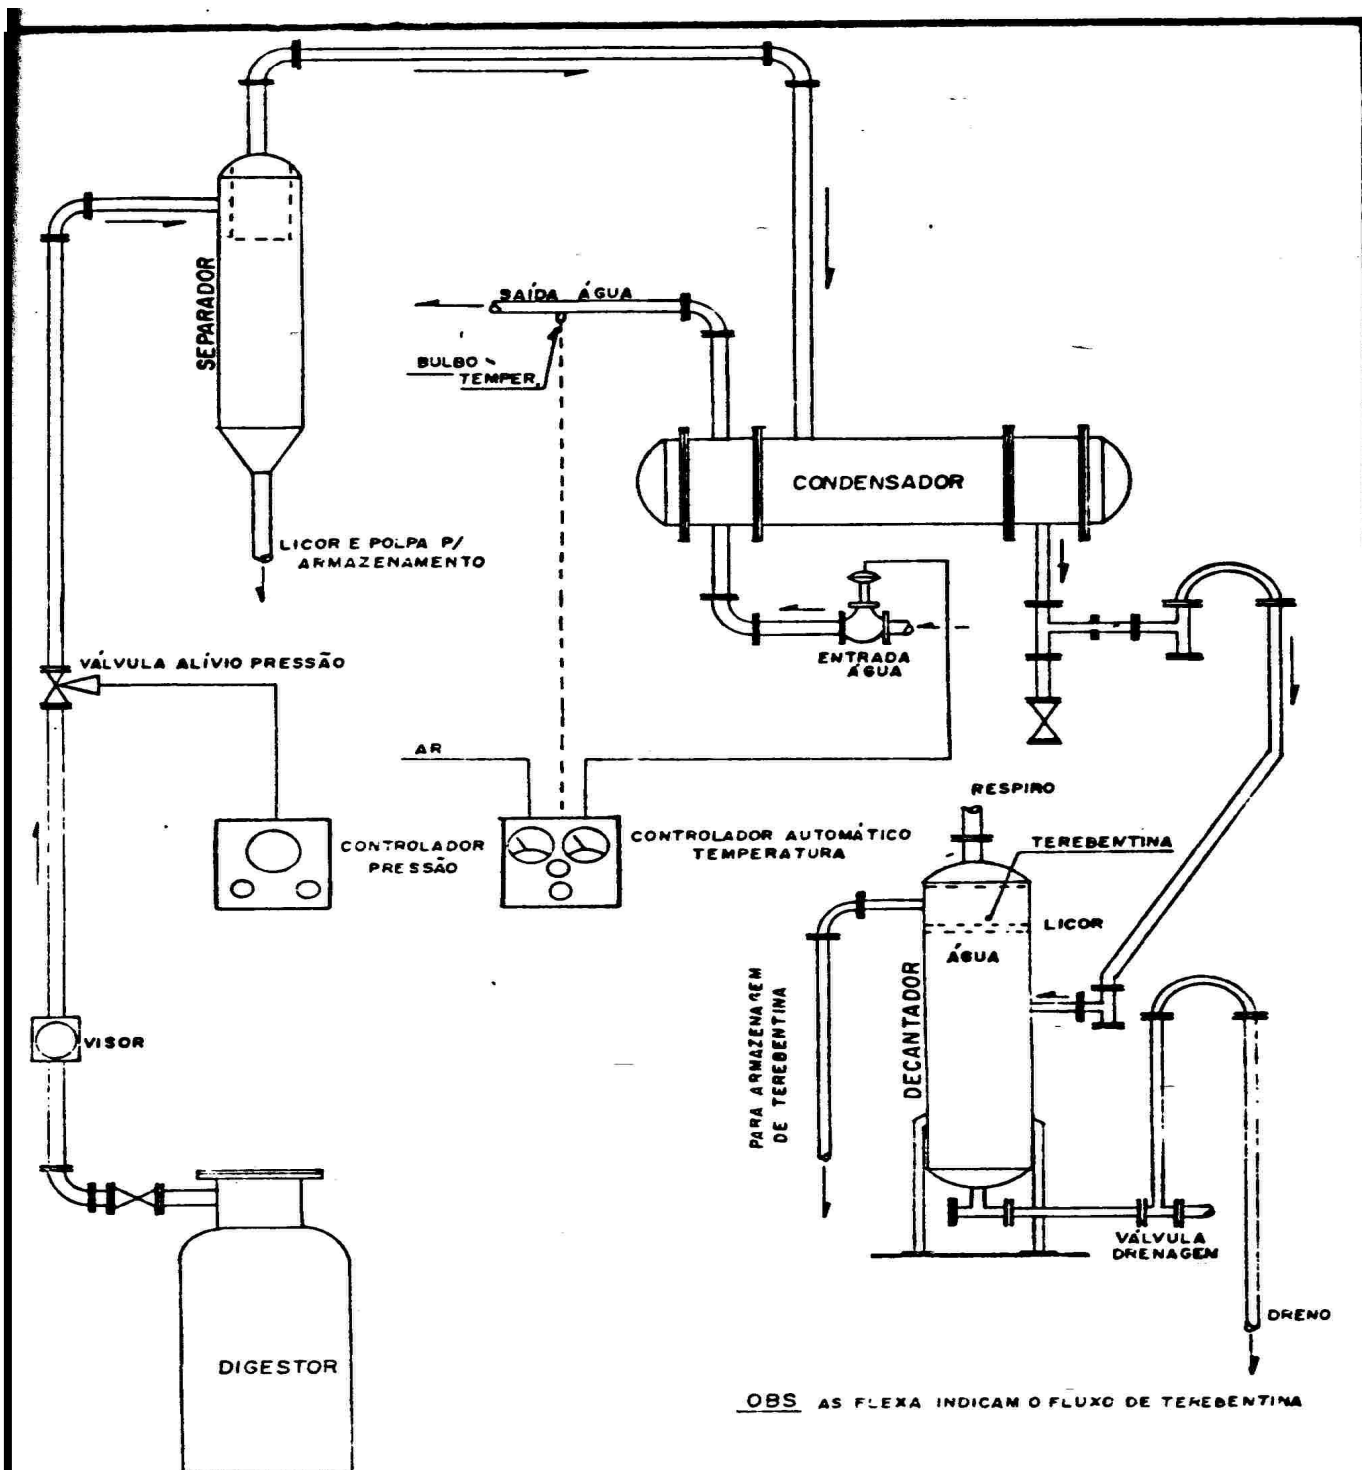 SEPARADOR
SAÍDA ÁGUA
BULBO
TEMPER.
CONDENSADOR
LICOR E POLPA P/
ARMAZENAMENTO
ENTRADA
ÁGUA
VÁLVULA ALÍVIO PRESSÃO
AR
RESPIRO
CONTROLADOR
PRESSÃO
CONTROLADOR AUTOMÁTICO
TEMPERATURA
TEREBENTINA
LICOR
ÁGUA
DECANTADOR
PARA ARMAZENAGEM
DE TEREBENTINA
VISOR
VÁLVULA
DRENAGEM
DRENO
DIGESTOR
OBS AS FLEXA INDICAM O FLUXO DE TEREBENTINA